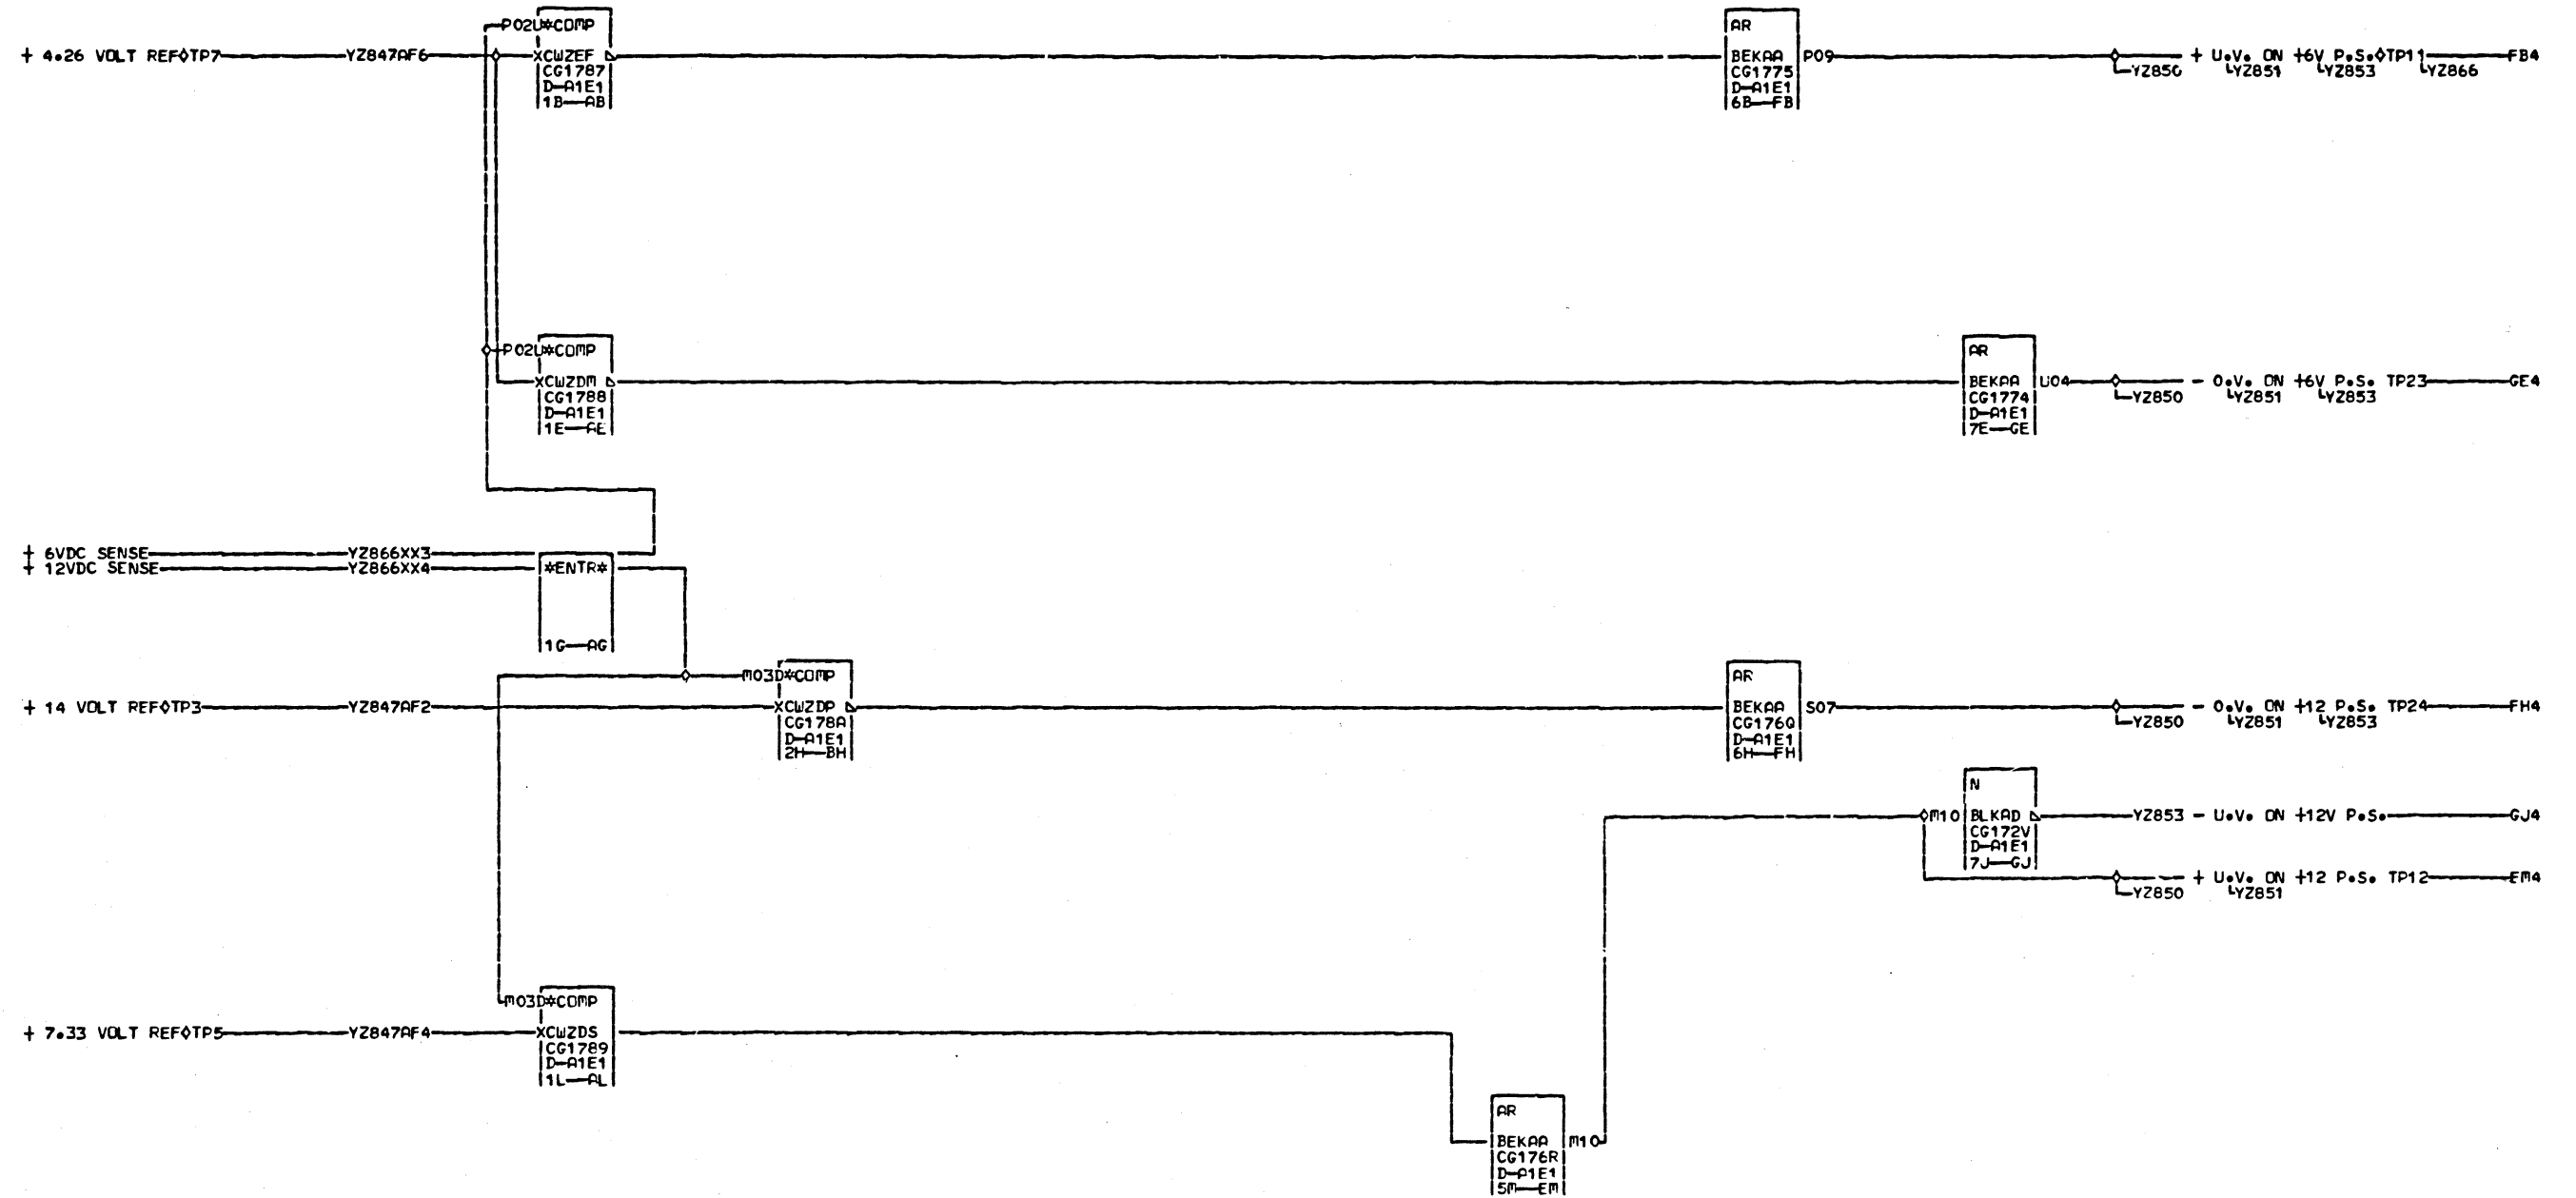 P02U*COMP
AR
+ 4.26 VOLT REF◊TP7 YZ847AF6 XCWZEF BEKAA P09 + U.V. ON +6V P.S.◊TP11 FB4
CG1787 CG1775 YZ850 YZ851 YZ853 YZ866
D-A1E1 D-A1E1
1B—AB 6B—FB
P02U*COMP AR
XCWZDM BEKAA U04 - O.V. ON +6V P.S. TP23 GE4
CG1788 CG1774 YZ850 YZ851 YZ853
D-A1E1 D-A1E1
1E—AE 7E—GE
+ 6VDC SENSE YZ866XX3
+ 12VDC SENSE YZ866XX4 *ENTR*
1G—AG
M03D*COMP AR
+ 14 VOLT REF◊TP3 YZ847AF2 XCWZDP BEKAA S07 - O.V. ON +12 P.S. TP24 FH4
CG178A CG176Q YZ850 YZ851 YZ853
D-A1E1 D-A1E1
2H—BH 6H—FH
N
M10 BLKAD YZ853 - U.V. ON +12V P.S. GJ4
CG172V
D-A1E1
7J—GJ
+ U.V. ON +12 P.S. TP12 EM4
YZ850 YZ851
M03D*COMP
+ 7.33 VOLT REF◊TP5 YZ847AF4 XCWZDS
CG1789
D-A1E1
1L—AL
AR
BEKAA M10
CG176R
D-A1E1
5M—EM